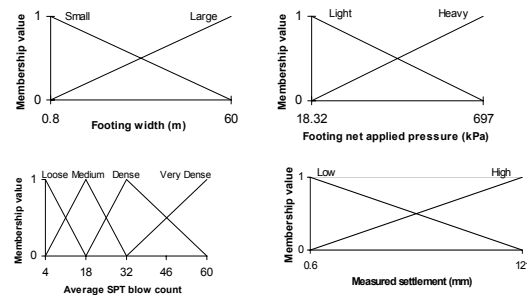 Membership value
1
Small
Large
0
0.8
60
Footing width (m)
Membership value
1
Light
Heavy
0
18.32
697
Footing net applied pressure (kPa)
Membership value
1
Loose
Medium
Dense
Very Dense
0
4
18
32
46
60
Average SPT blow count
Membership value
1
Low
High
0
0.6
Measured settlement (mm)